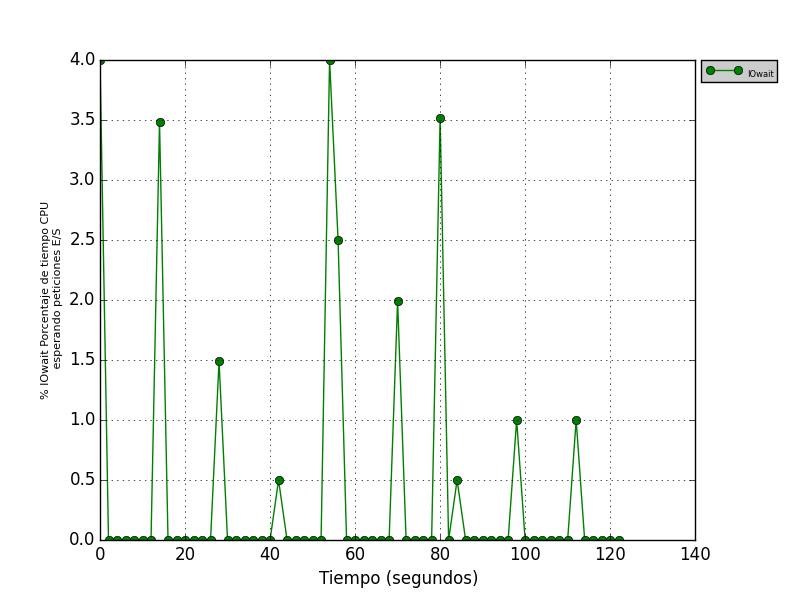 4.0
3.5
3.0
2.5
2.0
1.5
1.0
0.5
0.0
% IOwait Porcentaje de tiempo CPU
esperando peticiones E/S
0 20 40 60 80 100 120 140
Tiempo (segundos)
IOwait